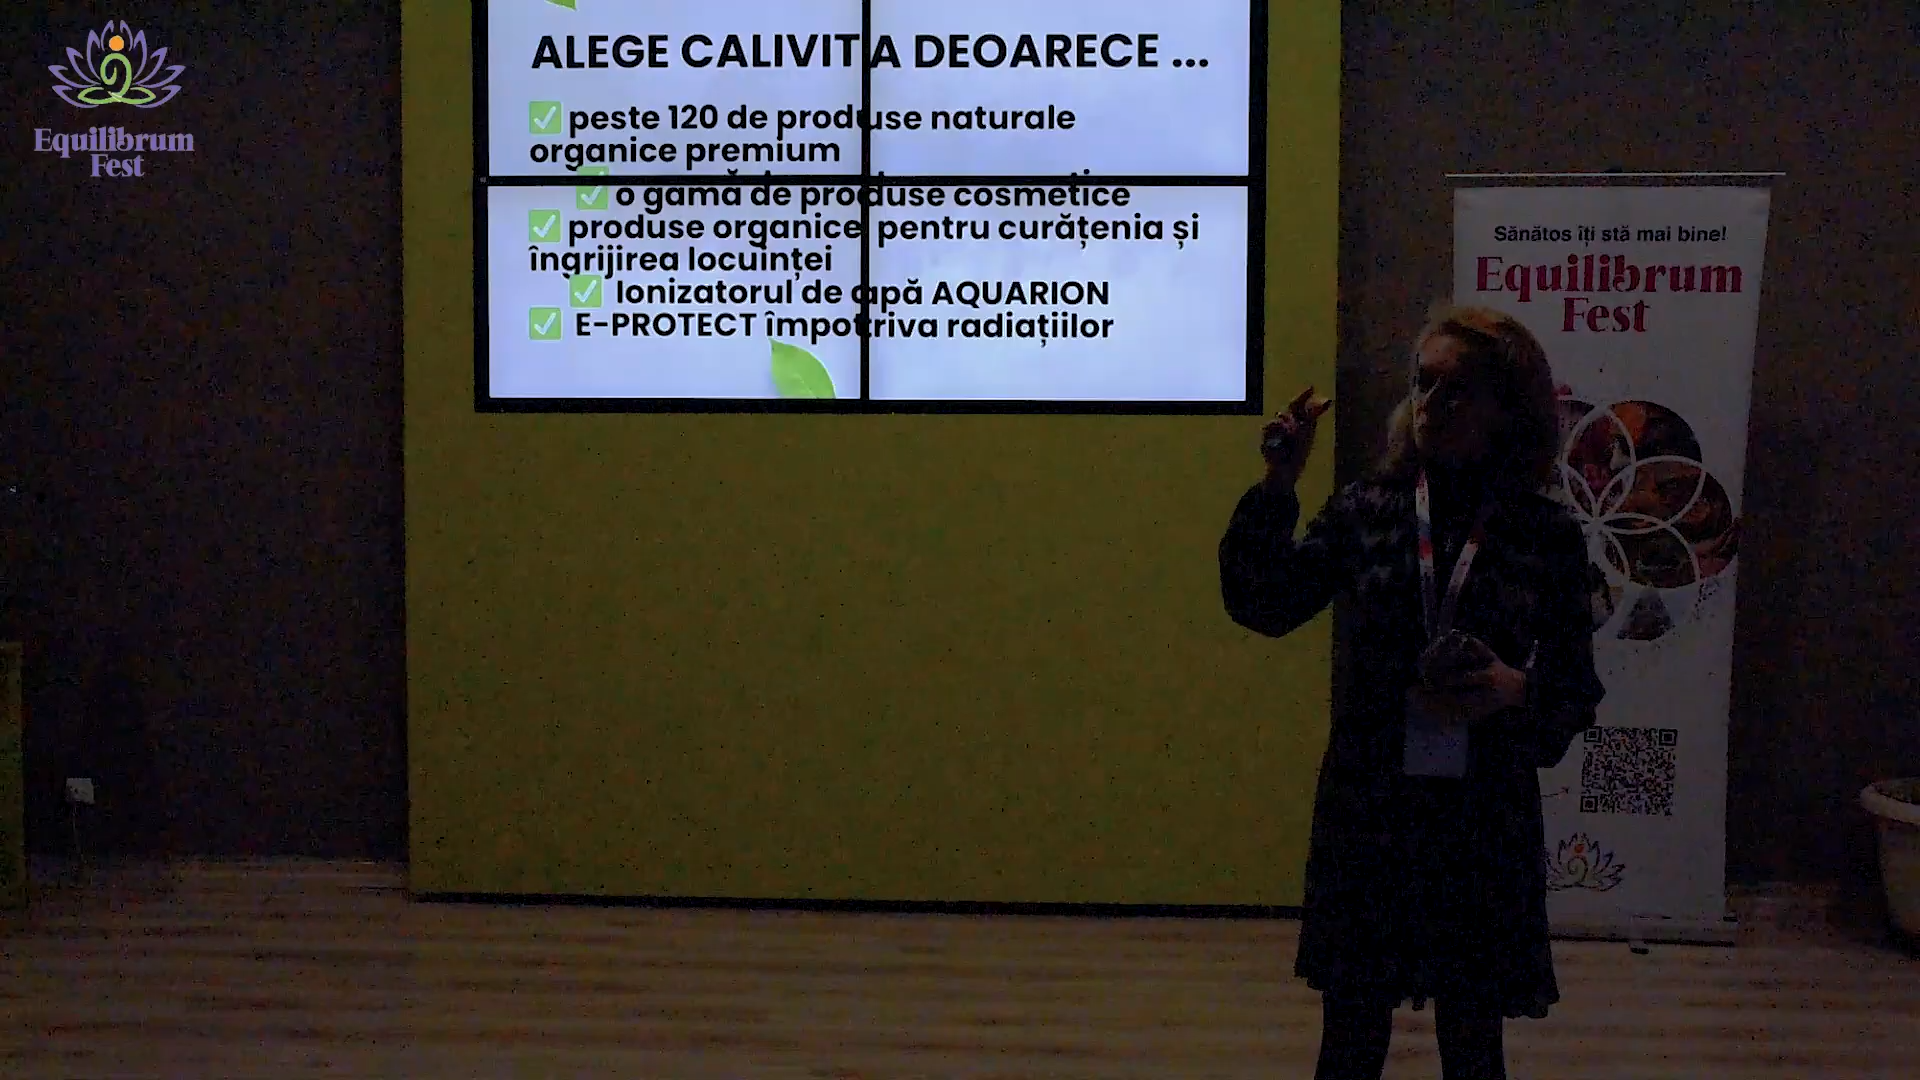 Equilibrum
Fest
ALEGE CALIVITA DEOARECE ...
✅ peste 120 de produse naturale
organice premium
✅ o gamă de produse cosmetice
✅ produse organice pentru curățenia și
îngrijirea locuinței
✅ Ionizatorul de apă AQUARION
✅ E-PROTECT împotriva radiațiilor
Sănătos îți stă mai bine!
Equilibrum
Fest